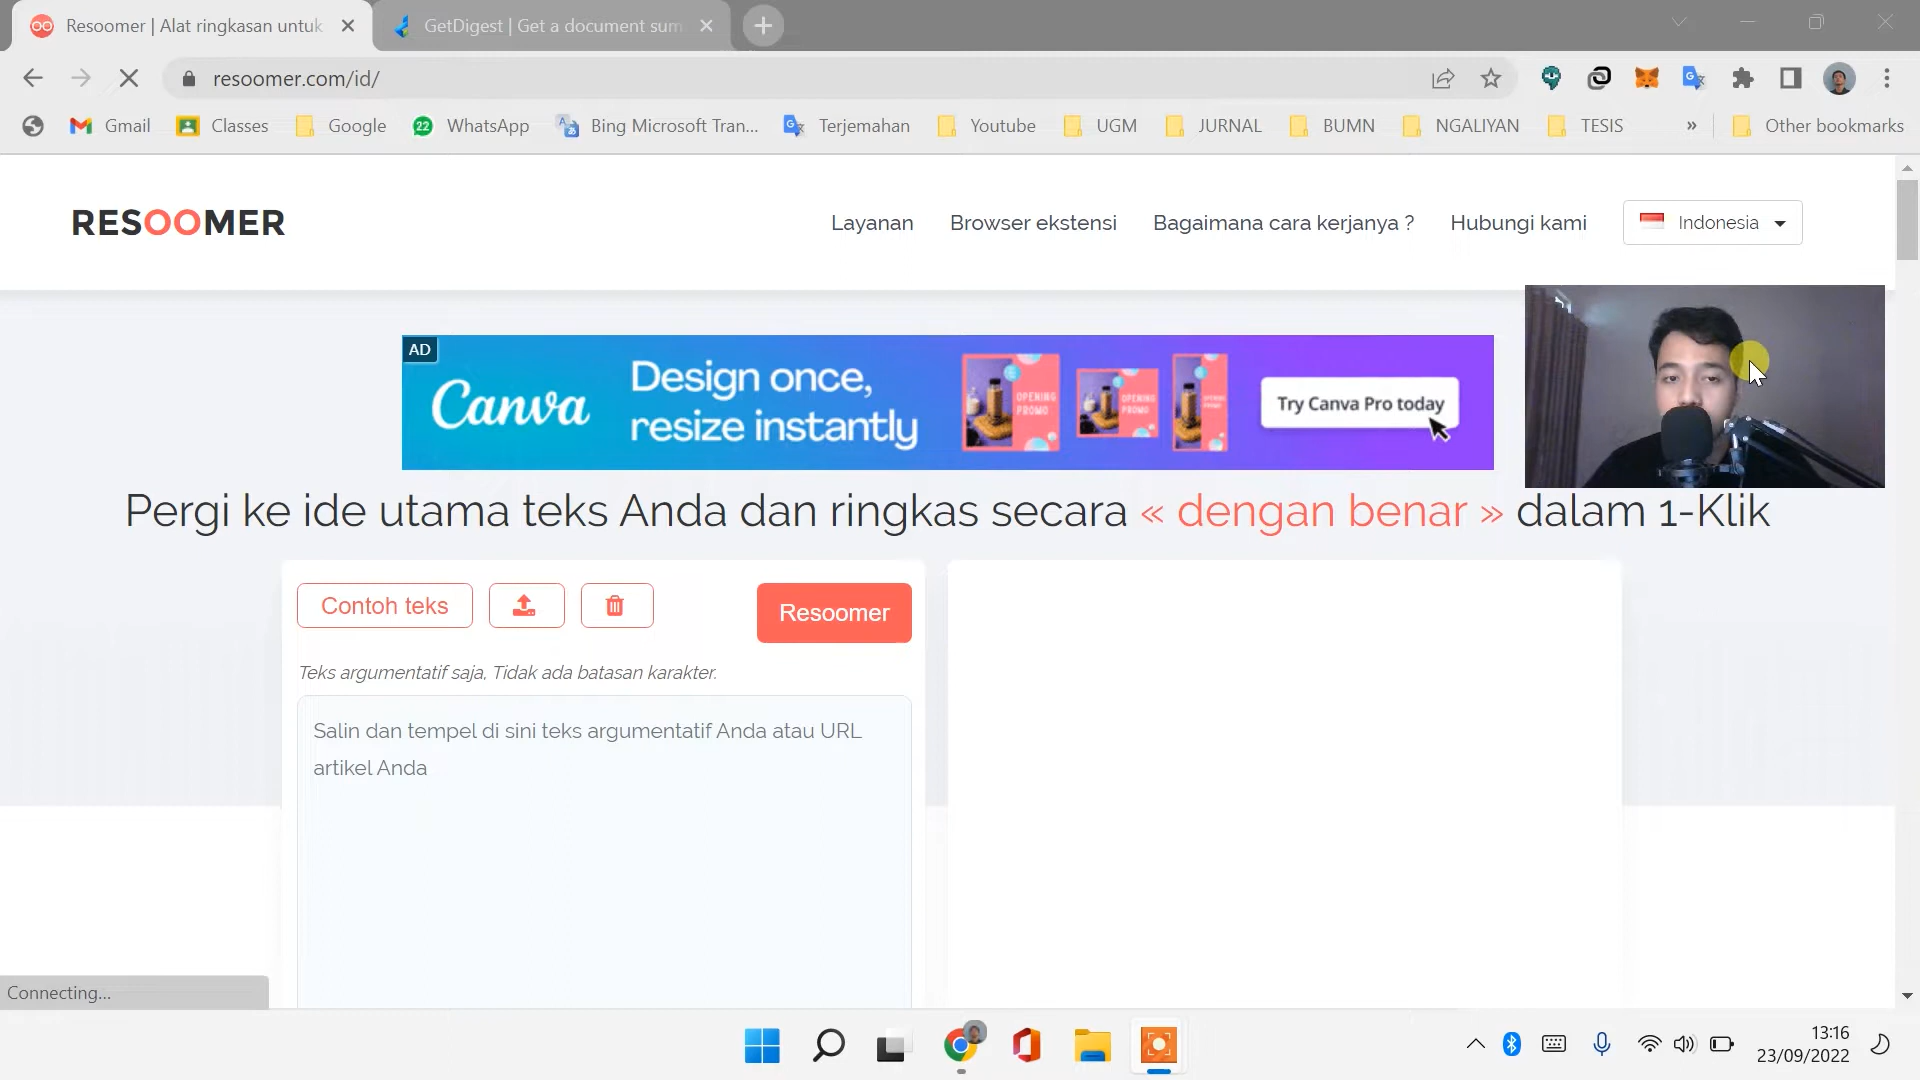 Resoomer | Alat ringkasan untuk
GetDigest | Get a document sum
resoomer.com/id/
Gmail
Classes
Google
22
WhatsApp
Bing Microsoft Tran...
Terjemahan
Youtube
UGM
JURNAL
BUMN
NGALIYAN
TESIS
»
Other bookmarks
RESOOMER
Layanan
Browser ekstensi
Bagaimana cara kerjanya ?
Hubungi kami
Indonesia
AD
Canva
Design once,
resize instantly
OPENING
PROMO
Try Canva Pro today
Pergi ke ide utama teks Anda dan ringkas secara « dengan benar » dalam 1-Klik
Contoh teks
Resoomer
Teks argumentatif saja, Tidak ada batasan karakter.
Salin dan tempel di sini teks argumentatif Anda atau URL
artikel Anda
Connecting...
13:16
23/09/2022